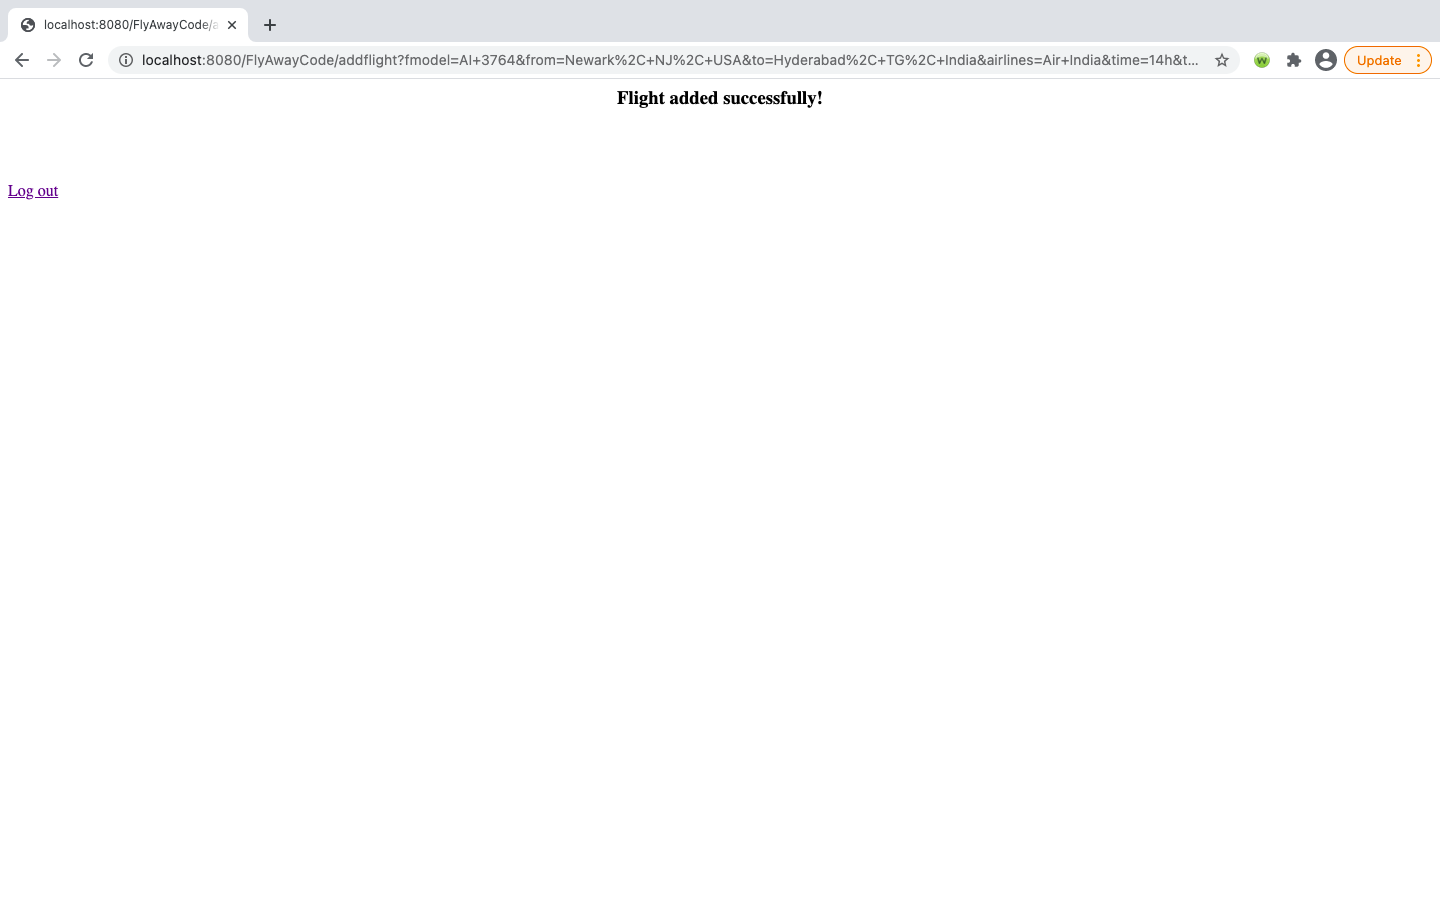 localhost:8080/FlyAwayCode/a
localhost:8080/FlyAwayCode/addflight?fmodel=AI+3764&from=Newark%2C+NJ%2C+USA&to=Hyderabad%2C+TG%2C+India&airlines=Air+India&time=14h&t...
w
Update
Flight added successfully!
Log out